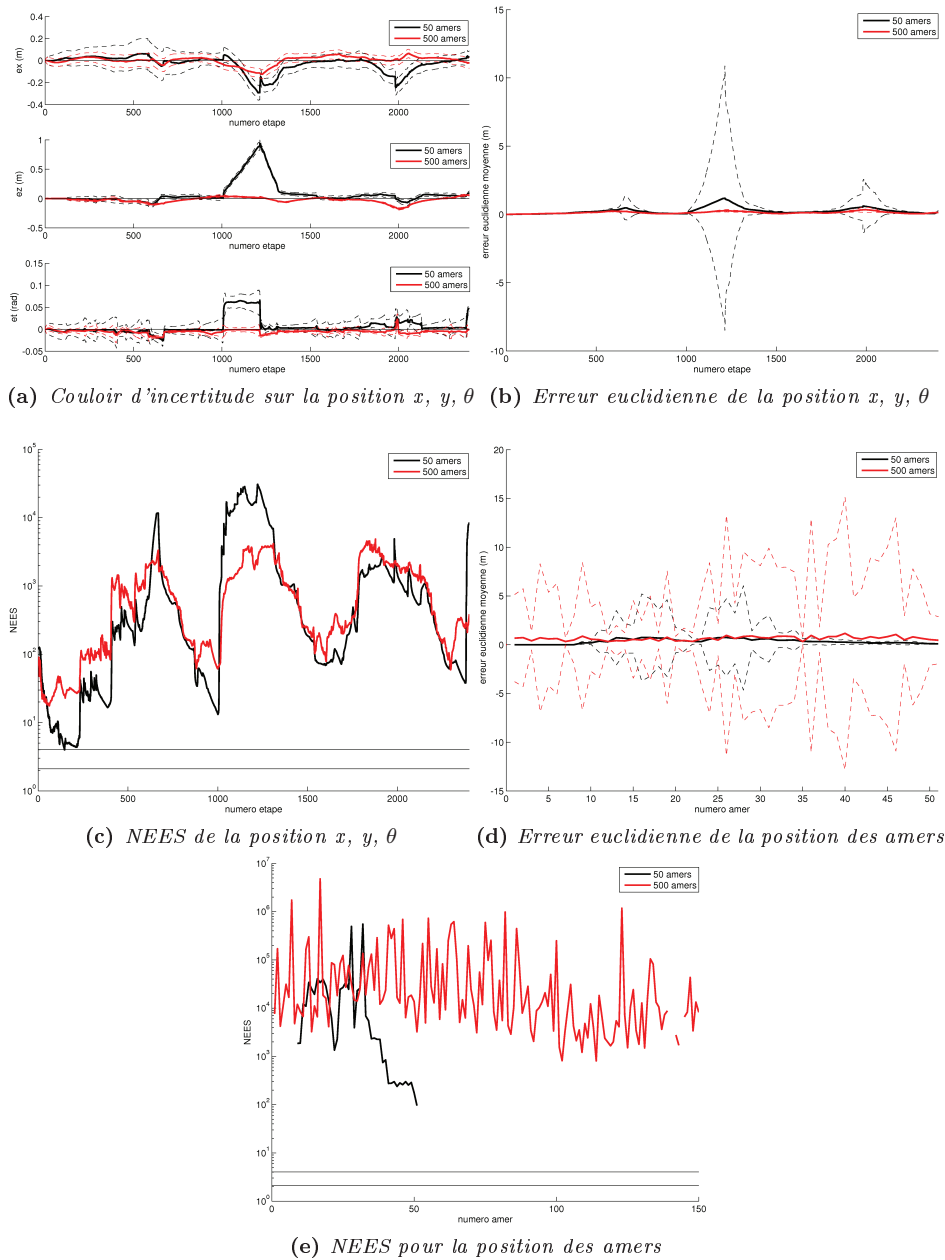 0.4
0.2
0
-0.2
-0.4
ex (m)
50 amers
500 amers
0 500 1000 1500 2000
numero etape
1
0.5
0
-0.5
ez (m)
50 amers
500 amers
0 500 1000 1500 2000
numero etape
0.15
0.1
0.05
0
-0.05
et (rad)
50 amers
500 amers
0 500 1000 1500 2000
numero etape
(a) Couloir d'incertitude sur la position x, y, θ
15
10
5
0
-5
-10
erreur euclidienne moyenne (m)
50 amers
500 amers
0 500 1000 1500 2000
numero etape
(b) Erreur euclidienne de la position x, y, θ
10^5
10^4
10^3
10^2
10^1
10^0
NEES
50 amers
500 amers
0 500 1000 1500 2000
numero etape
(c) NEES de la position x, y, θ
20
15
10
5
0
-5
-10
-15
erreur euclidienne moyenne (m)
50 amers
500 amers
0 5 10 15 20 25 30 35 40 45 50
numero amer
(d) Erreur euclidienne de la position des amers
10^7
10^6
10^5
10^4
10^3
10^2
10^1
10^0
NEES
50 amers
500 amers
0 50 100 150
numero amer
(e) NEES pour la position des amers